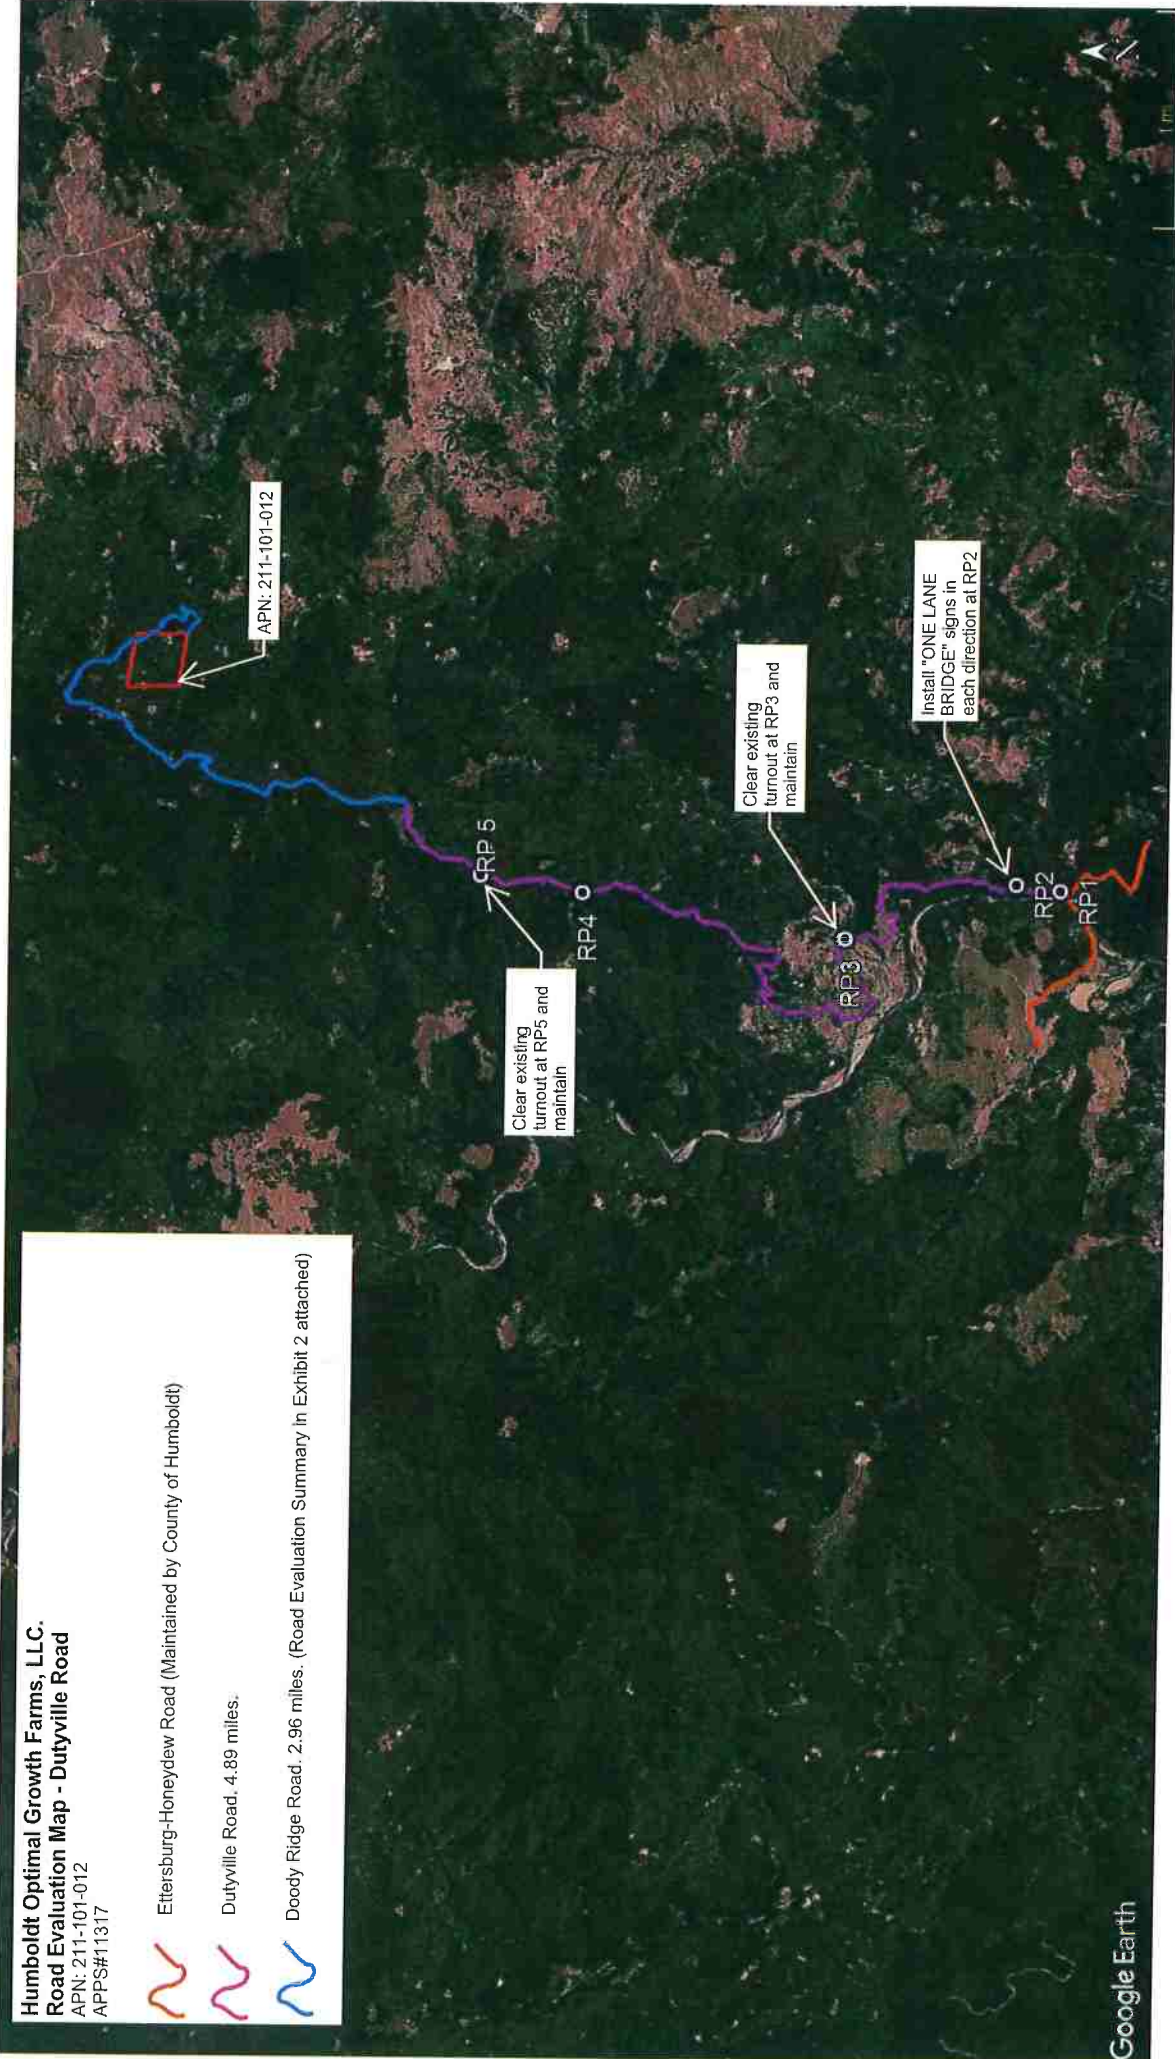 Humboldt Optimal Growth Farms, LLC.
Road Evaluation Map - Dutyville Road
APN: 211-101-012
APPS#11317
Ettersburg-Honeydew Road (Maintained by County of Humboldt)
Dutyville Road. 4.89 miles.
Doody Ridge Road. 2.96 miles. (Road Evaluation Summary in Exhibit 2 attached)
APN: 211-101-012
RP 5
Clear existing
turnout at RP5 and
maintain
RP4
Clear existing
turnout at RP3 and
maintain
RP3
Install "ONE LANE
BRIDGE" signs in
each direction at RP2
RP2
RP1
Google Earth